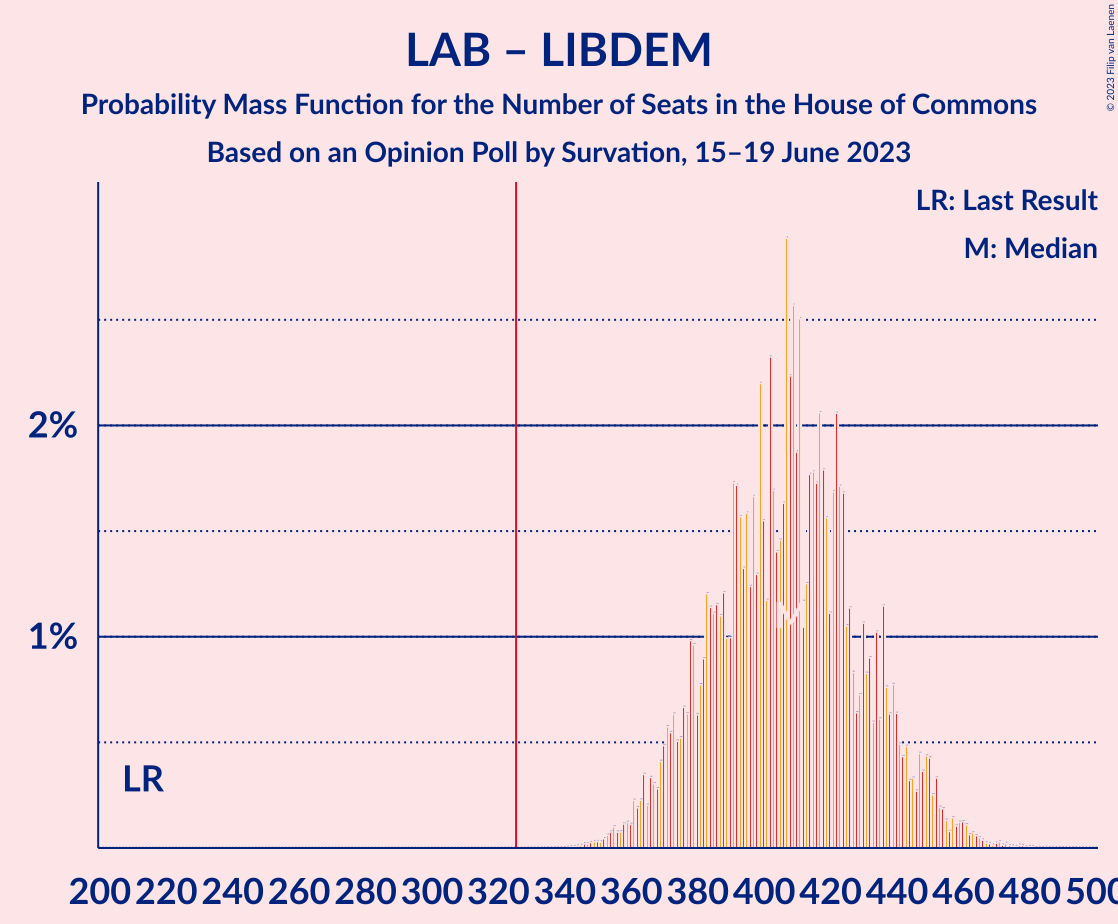 © 2023 Filip van Laenen
LAB – LIBDEM
Probability Mass Function for the Number of Seats in the House of Commons
Based on an Opinion Poll by Survation, 15–19 June 2023
LR: Last Result
M: Median
2%
1%
M
LR
200 220 240 260 280 300 320 340 360 380 400 420 440 460 480 500